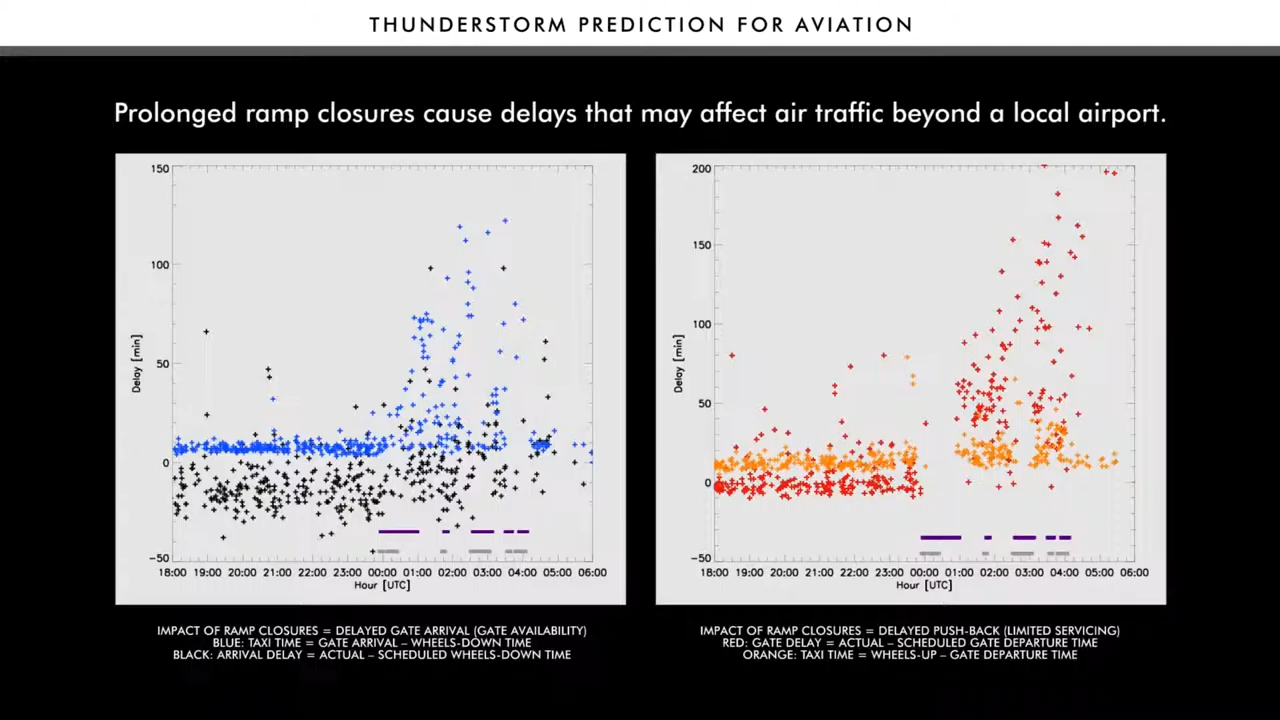 THUNDERSTORM PREDICTION FOR AVIATION
Prolonged ramp closures cause delays that may affect air traffic beyond a local airport.
150
100
50
0
−50
Delay [min]
18:00 19:00 20:00 21:00 22:00 23:00 00:00 01:00 02:00 03:00 04:00 05:00 06:00
Hour [UTC]
200
150
100
50
0
−50
Delay [min]
18:00 19:00 20:00 21:00 22:00 23:00 00:00 01:00 02:00 03:00 04:00 05:00 06:00
Hour [UTC]
IMPACT OF RAMP CLOSURES = DELAYED GATE ARRIVAL (GATE AVAILABILITY)
BLUE: TAXI TIME = GATE ARRIVAL – WHEELS-DOWN TIME
BLACK: ARRIVAL DELAY = ACTUAL – SCHEDULED WHEELS-DOWN TIME
IMPACT OF RAMP CLOSURES = DELAYED PUSH-BACK (LIMITED SERVICING)
RED: GATE DELAY = ACTUAL – SCHEDULED GATE DEPARTURE TIME
ORANGE: TAXI TIME = WHEELS-UP – GATE DEPARTURE TIME